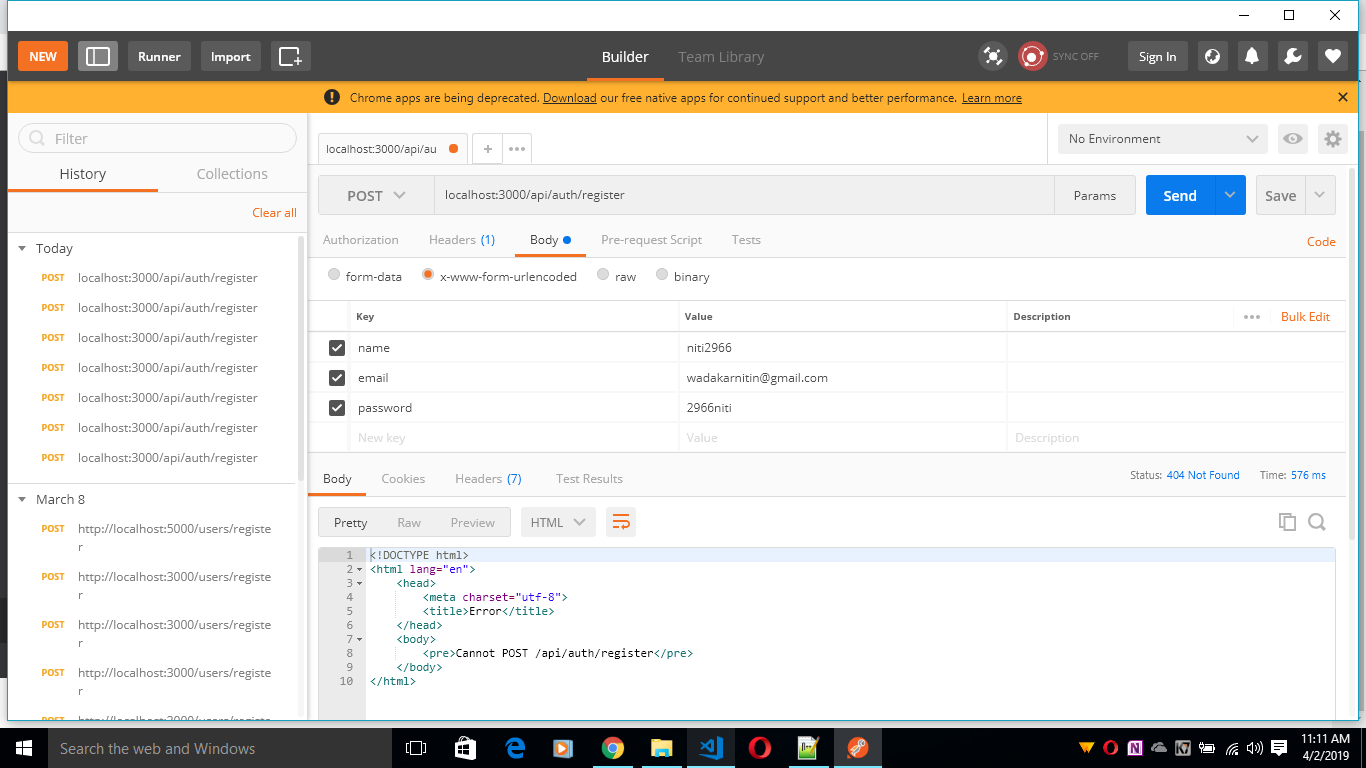 NEW Runner Import Builder Team Library SYNC OFF Sign In
Chrome apps are being deprecated. Download our free native apps for continued support and better performance. Learn more
Filter
History Collections
Clear all
Today
POST localhost:3000/api/auth/register
POST localhost:3000/api/auth/register
POST localhost:3000/api/auth/register
POST localhost:3000/api/auth/register
POST localhost:3000/api/auth/register
POST localhost:3000/api/auth/register
POST localhost:3000/api/auth/register
March 8
POST http://localhost:5000/users/registe
r
POST http://localhost:3000/users/registe
r
POST http://localhost:3000/users/registe
r
POST http://localhost:3000/users/registe
r
POST http://localhost:3000/users/registe
localhost:3000/api/au + •••
No Environment
POST localhost:3000/api/auth/register Params Send Save
Authorization Headers (1) Body Pre-request Script Tests Code
form-data x-www-form-urlencoded raw binary
Key Value Description ••• Bulk Edit
name niti2966
email wadakarnitin@gmail.com
password 2966niti
New key Value Description
Body Cookies Headers (7) Test Results Status: 404 Not Found Time: 576 ms
Pretty Raw Preview HTML
1 <!DOCTYPE html>
2 <html lang="en">
3 <head>
4 <meta charset="utf-8">
5 <title>Error</title>
6 </head>
7 <body>
8 <pre>Cannot POST /api/auth/register</pre>
9 </body>
10 </html>
Search the web and Windows
11:11 AM
4/2/2019